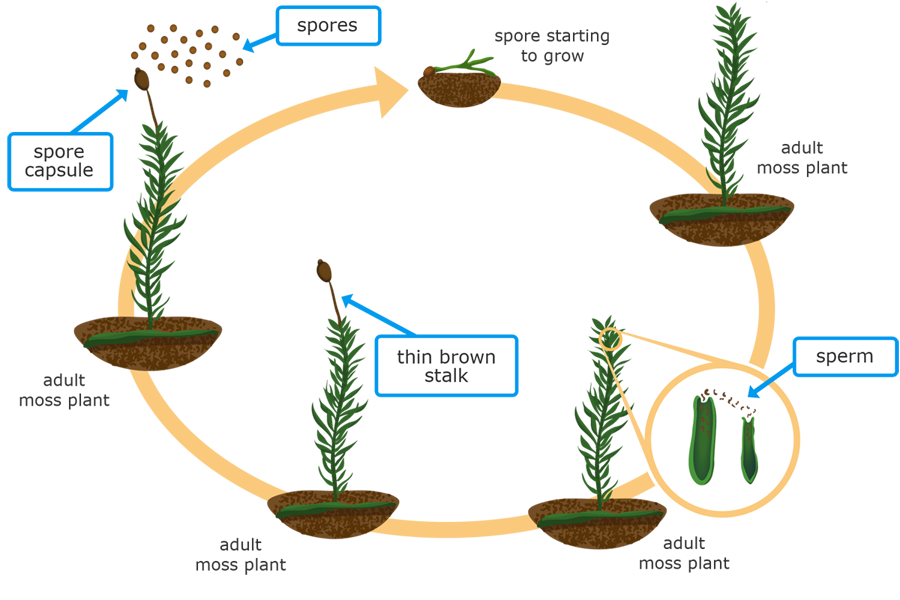 spores
spore starting
to grow
adult
moss plant
spore
capsule
thin brown
stalk
sperm
adult
moss plant
adult
moss plant
adult
moss plant